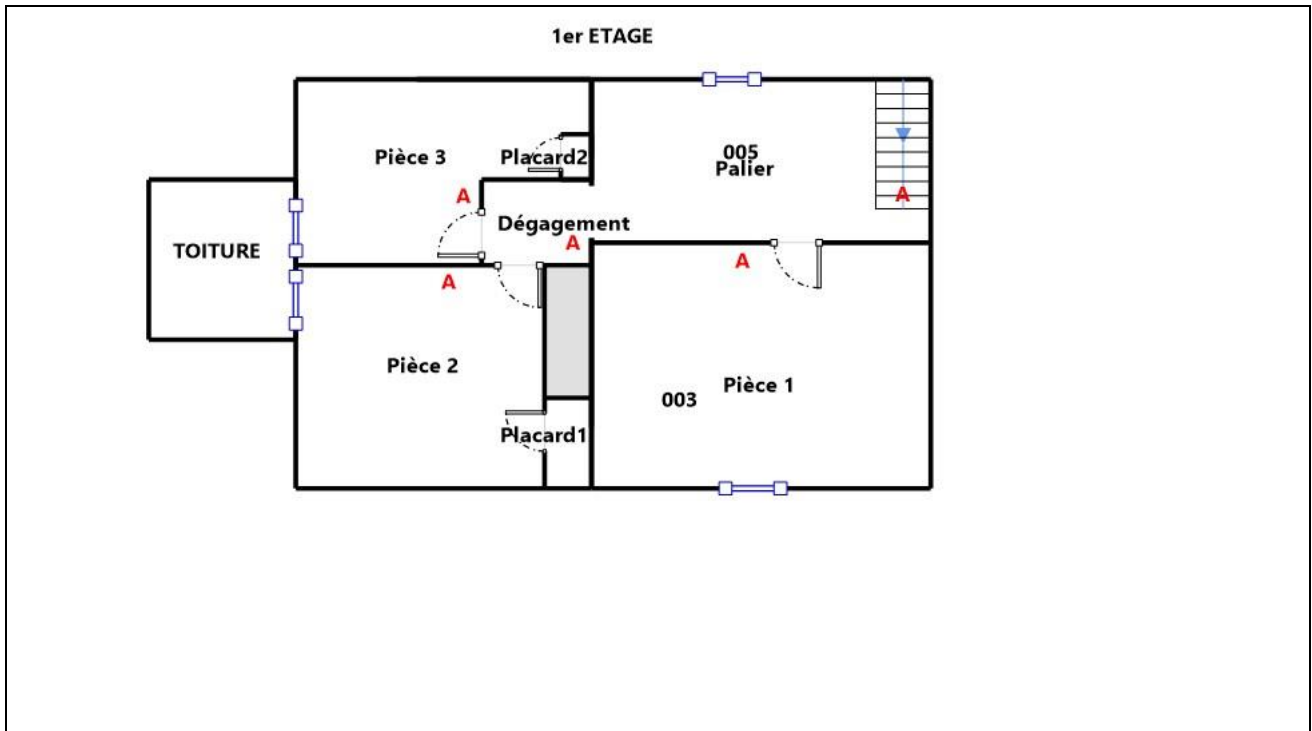 1er ETAGE
Pièce 3
Placard2
005
Palier
A
A
Dégagement
A
TOITURE
A
A
Pièce 2
Pièce 1
003
Placard1